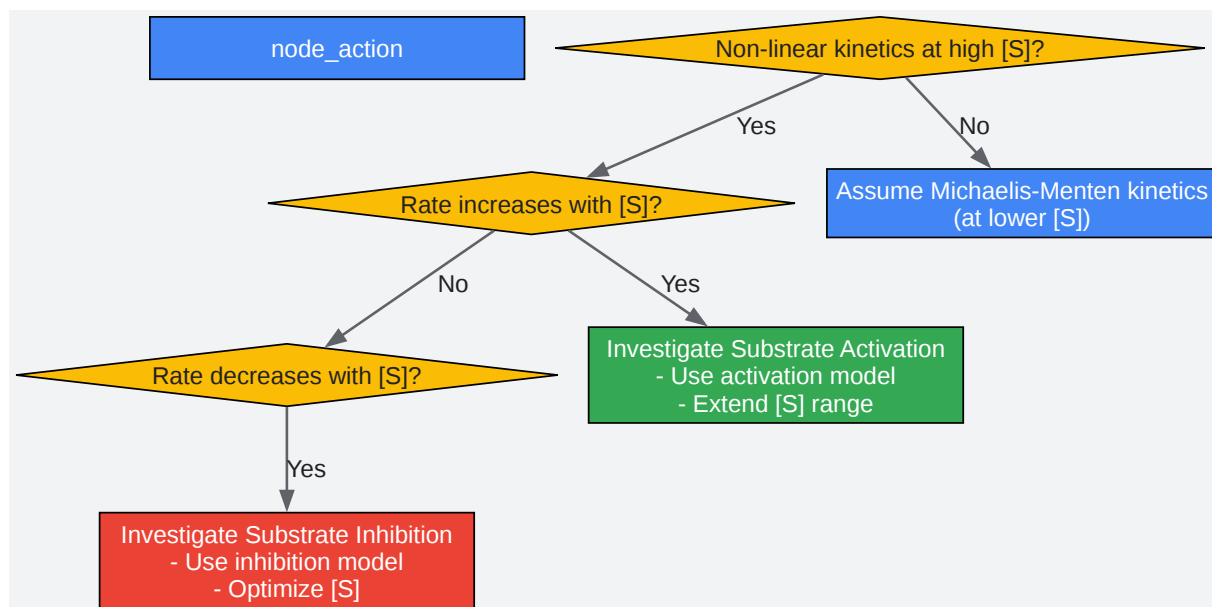 node_action
Non-linear kinetics at high [S]?
Yes
No
Rate increases with [S]?
Assume Michaelis-Menten kinetics
(at lower [S])
No
Yes
Rate decreases with [S]?
Investigate Substrate Activation
- Use activation model
- Extend [S] range
Yes
Investigate Substrate Inhibition
- Use inhibition model
- Optimize [S]